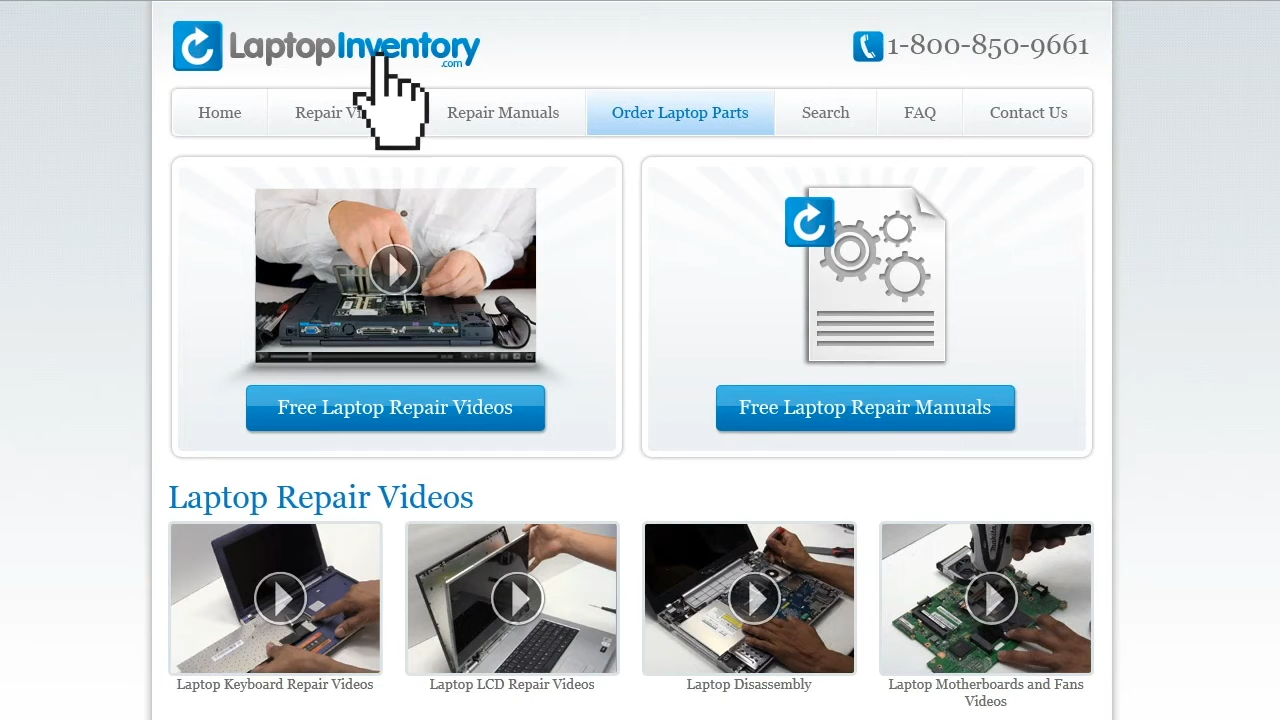 LaptopInventory
.com
1-800-850-9661
Home
Repair Vi
Repair Manuals
Order Laptop Parts
Search
FAQ
Contact Us
Free Laptop Repair Videos
Free Laptop Repair Manuals
Laptop Repair Videos
Laptop Keyboard Repair Videos
Laptop LCD Repair Videos
Laptop Disassembly
Laptop Motherboards and Fans
Videos